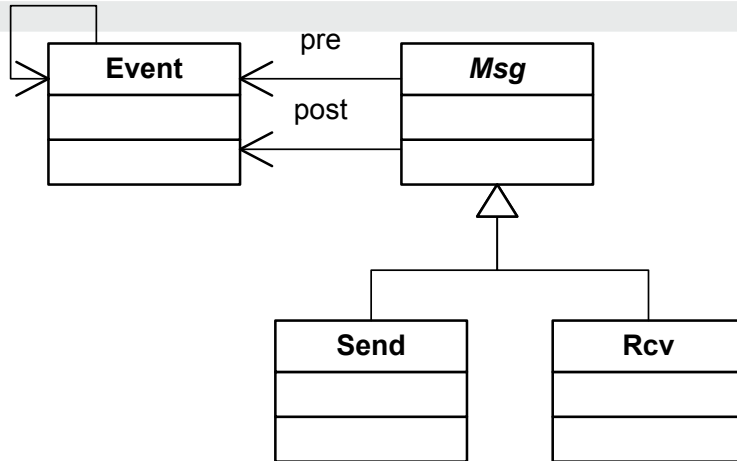 pre
Event
Msg
post
Send
Rcv